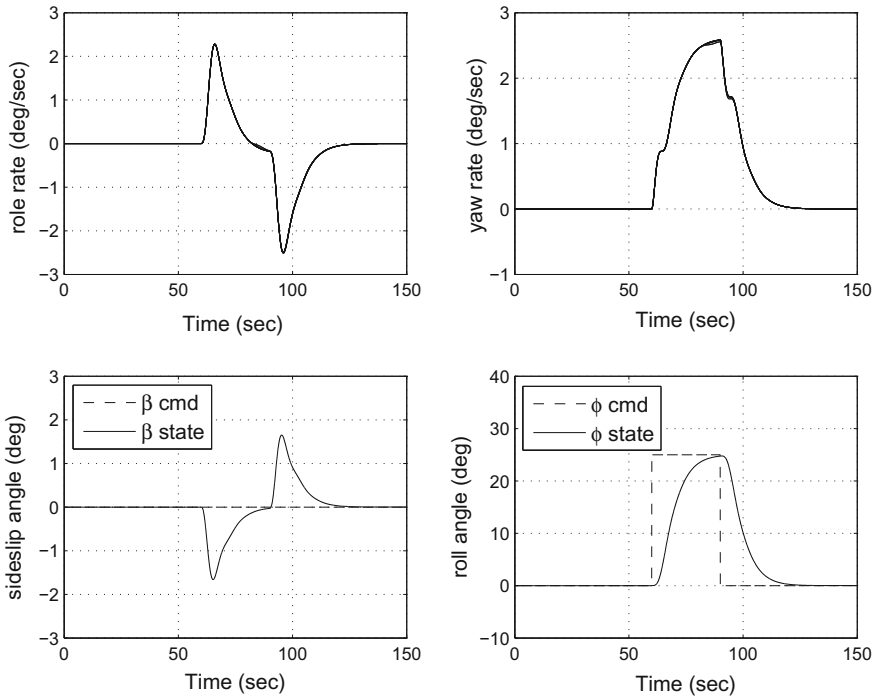 role rate (deg/sec)
3
2
1
0
−1
−2
−3
0 50 100 150
Time (sec)
yaw rate (deg/sec)
3
2
1
0
−1
0 50 100 150
Time (sec)
sideslip angle (deg)
3
2
1
0
−1
−2
−3
0 50 100 150
Time (sec)
β cmd
β state
roll angle (deg)
40
30
20
10
0
−10
0 50 100 150
Time (sec)
ϕ cmd
ϕ state